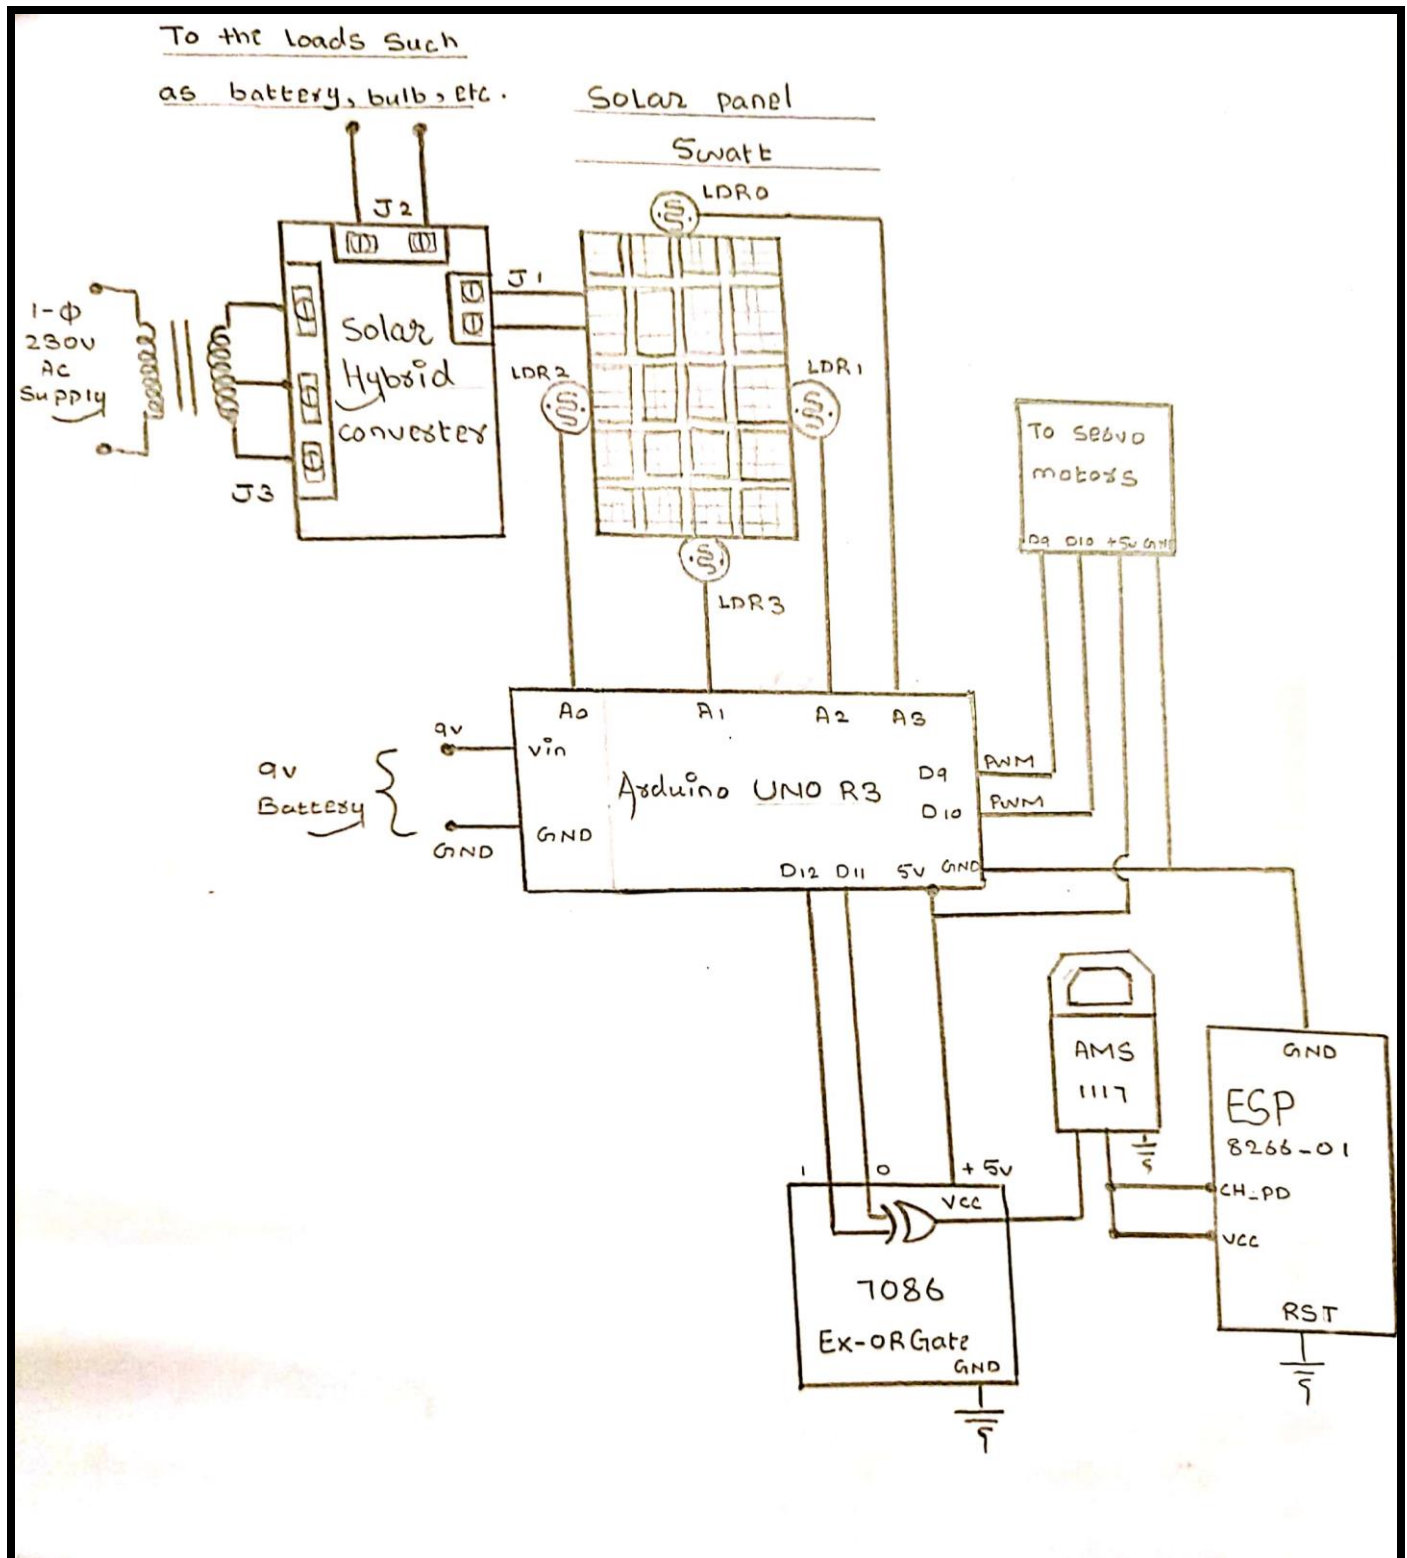 To the loads such
as battery, bulb, etc.
Solar panel
5watt
LDR0
J2
J1
1-Φ
230V
AC
Supply
Solar
Hybrid
converter
J3
LDR2
LDR1
LDR3
To servo
motors
D9 D10 +5v GND
A0 A1 A2 A3
9v
vin
9v
Battery
GND
GND
Arduino UNO R3
D9
PWM
D10
PWM
D12 D11 5V GND
AMS
1117
GND
ESP
8266-01
CH_PD
VCC
RST
1 0 +5v
VCC
7086
Ex-OR Gate
GND